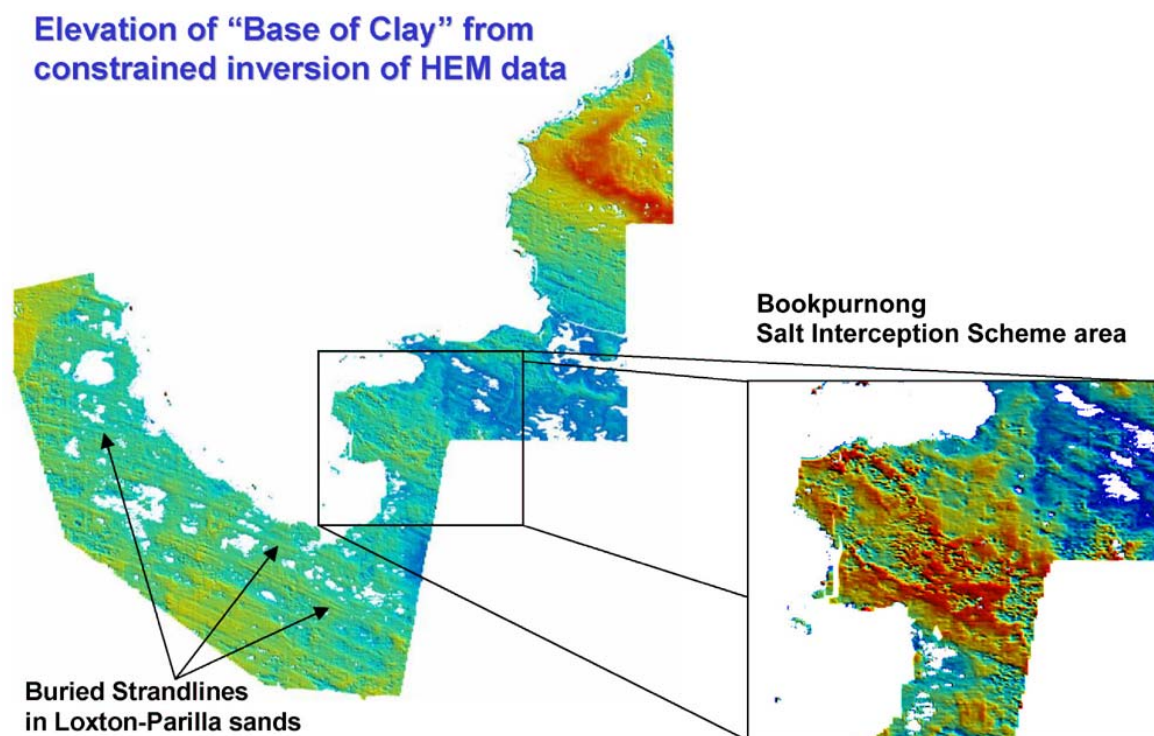 Elevation of “Base of Clay” from
constrained inversion of HEM data
Bookpurnong
Salt Interception Scheme area
Buried Strandlines
in Loxton-Parilla sands